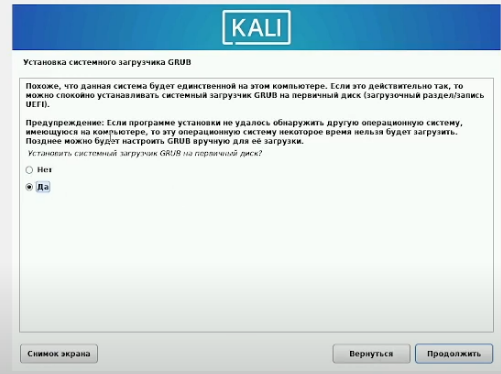 KALI
Установка системного загрузчика GRUB
Похоже, что данная система будет единственной на этом компьютере. Если это действительно так, то
можно спокойно устанавливать системный загрузчик GRUB на первичный диск (загрузочный раздел/запись
UEFI).
Предупреждение: Если программе установки не удалось обнаружить другую операционную систему,
имеющуюся на компьютере, то эту операционную систему некоторое время нельзя будет загрузить.
Позднее можно будет настроить GRUB вручную для её загрузки.
Установить системный загрузчик GRUB на первичный диск?
Нет
Да
Снимок экрана
Вернуться
Продолжить